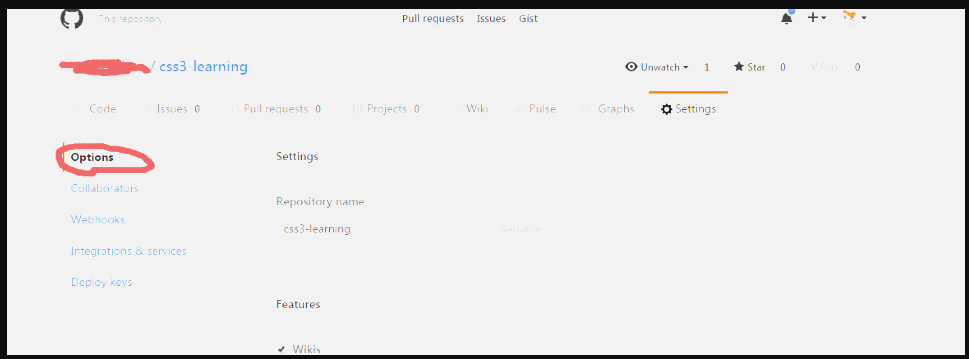 This repository Pull requests Issues Gist
/ css3-learning Unwatch 1 Star 0 Fork 0
Code Issues 0 Pull requests 0 Projects 0 Wiki Pulse Graphs Settings
Options
Settings
Collaborators
Repository name
Webhooks
css3-learning Rename
Integrations & services
Deploy keys
Features
Wikis